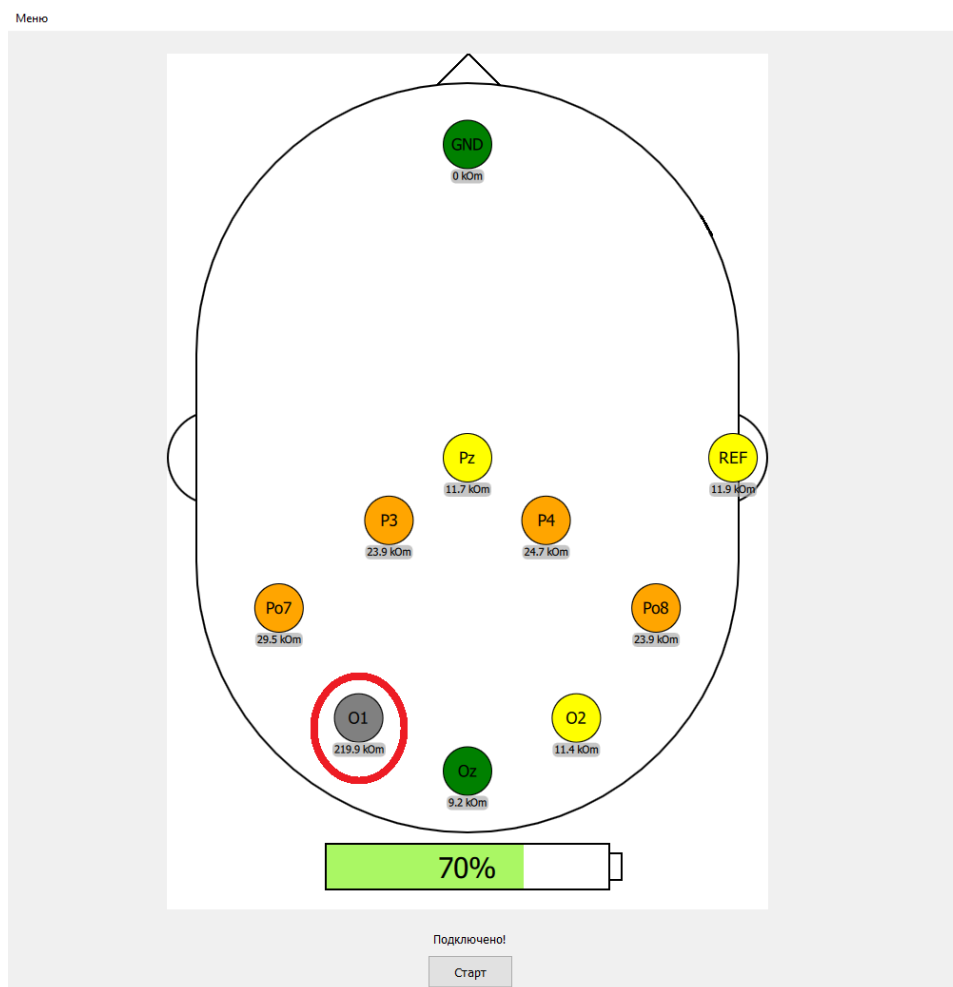 Меню
GND
0 kOm
Pz
11.7 kOm
REF
11.9 kOm
P3
23.9 kOm
P4
24.7 kOm
Po7
29.5 kOm
Po8
23.9 kOm
O1
219.9 kOm
O2
11.4 kOm
Oz
9.2 kOm
70%
Подключено!
Старт